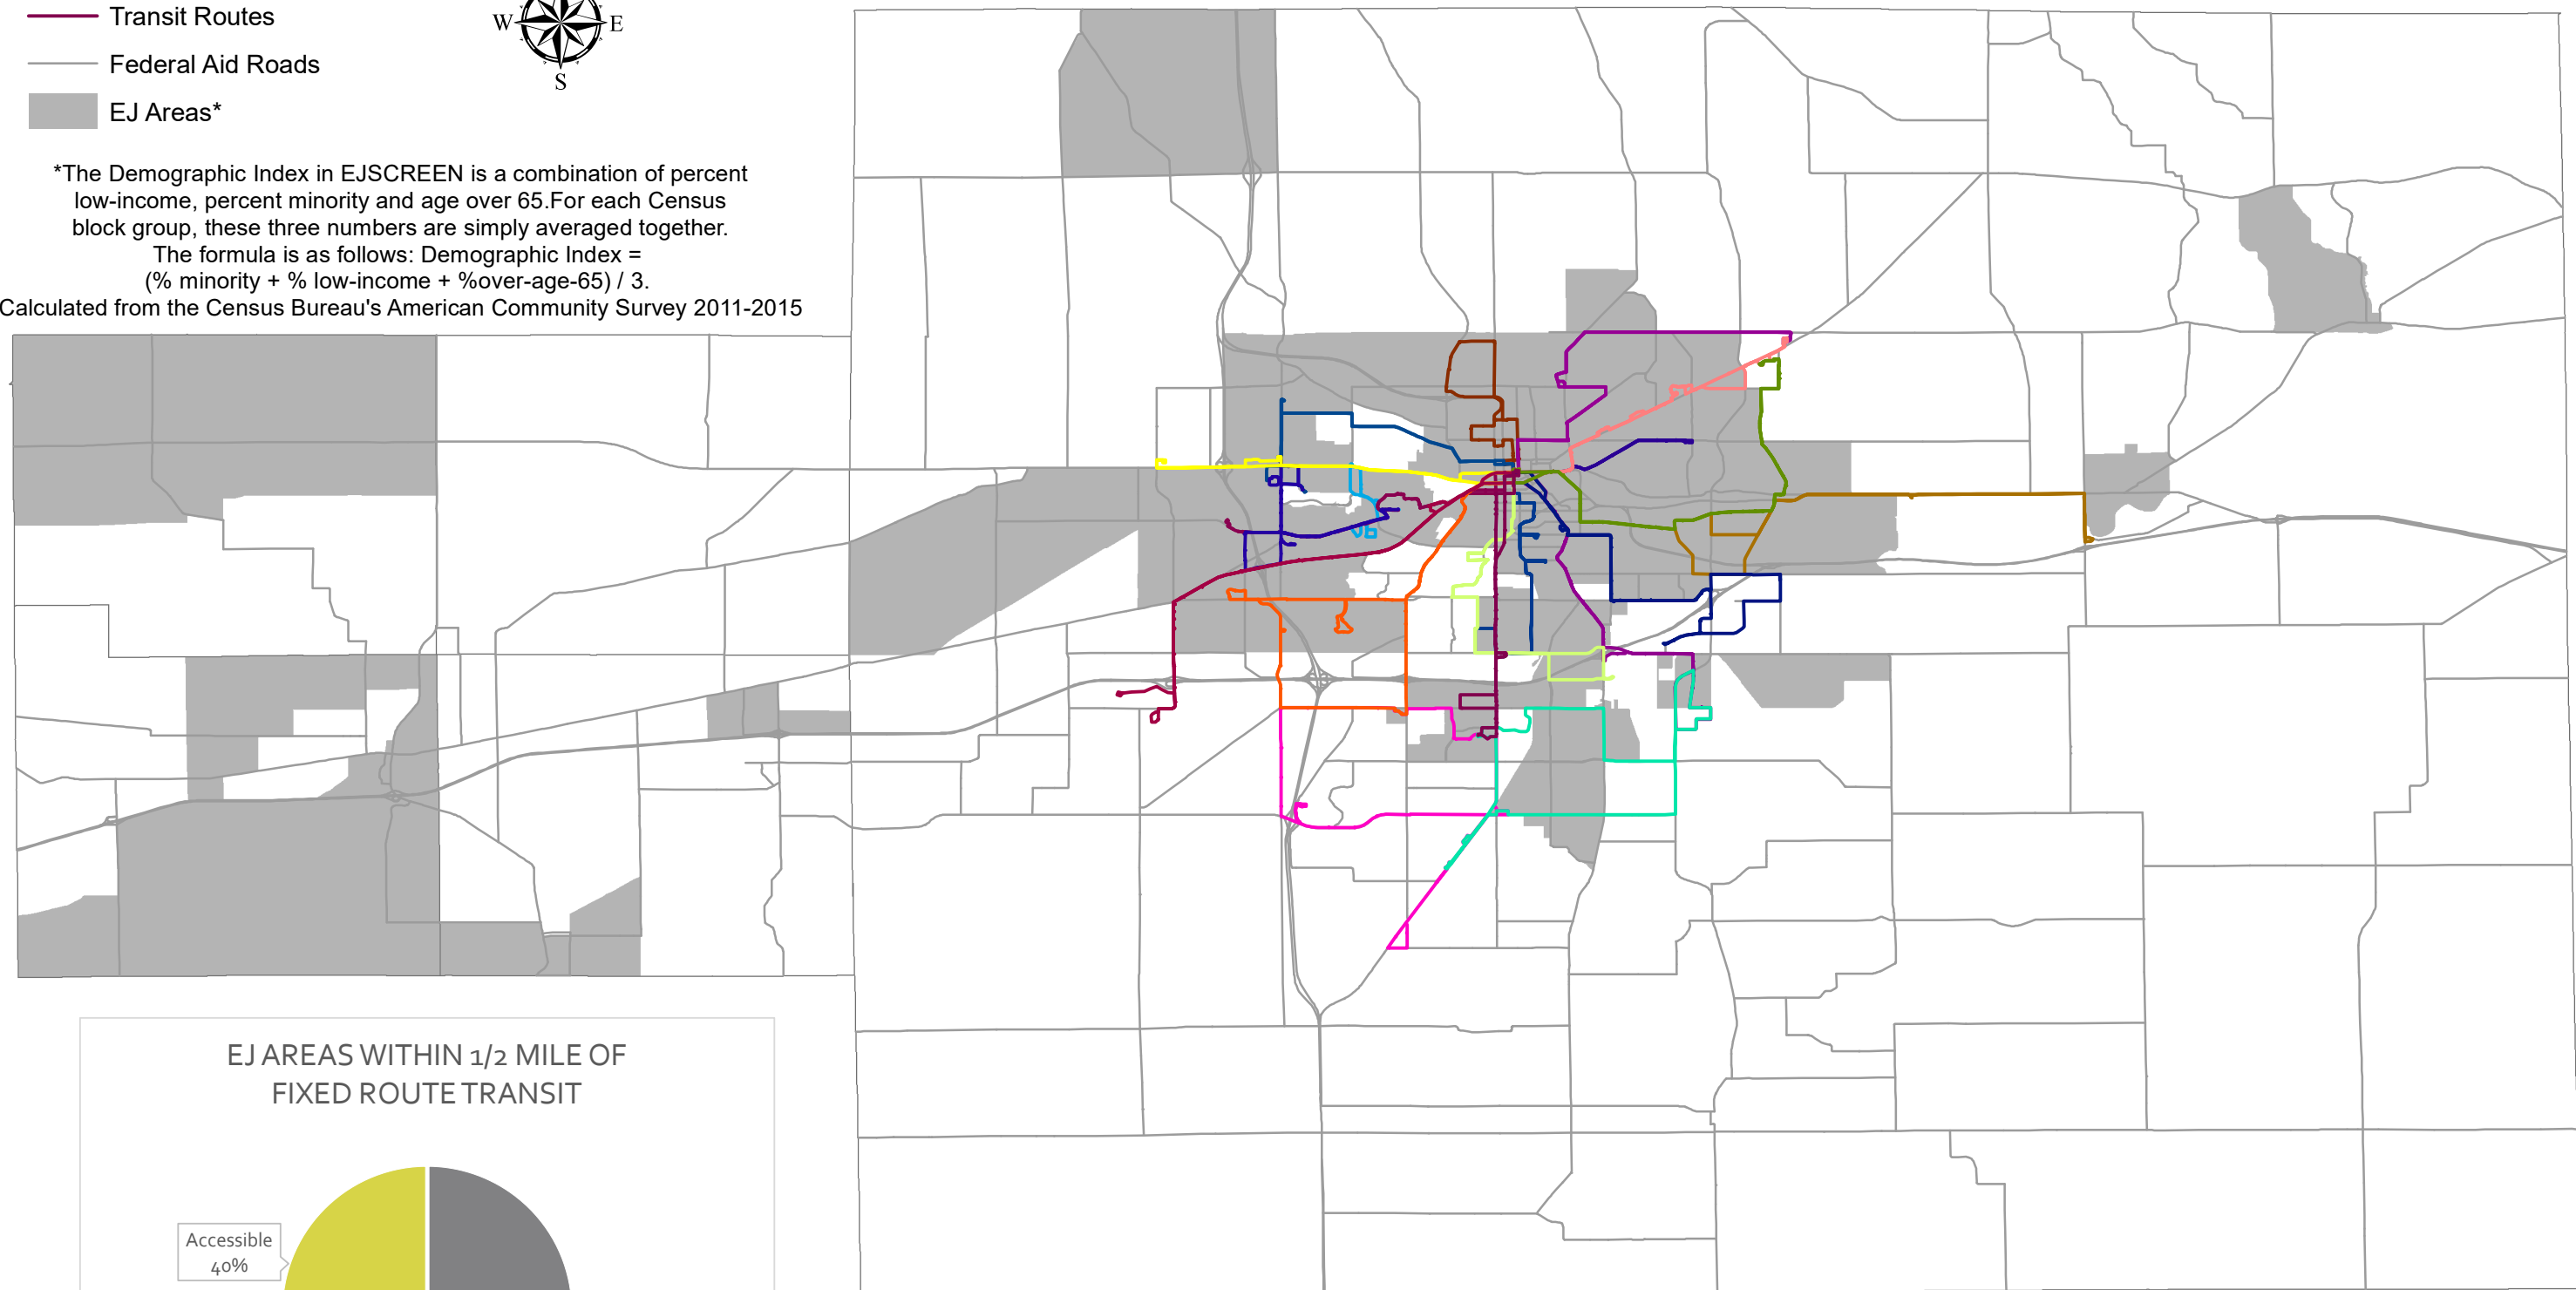 Transit Routes
Federal Aid Roads
EJ Areas*
W
E
S
*The Demographic Index in EJSCREEN is a combination of percent
low-income, percent minority and age over 65.For each Census
block group, these three numbers are simply averaged together.
The formula is as follows: Demographic Index =
(% minority + % low-income + %over-age-65) / 3.
Calculated from the Census Bureau's American Community Survey 2011-2015
EJ AREAS WITHIN 1/2 MILE OF
FIXED ROUTE TRANSIT
Accessible
40%